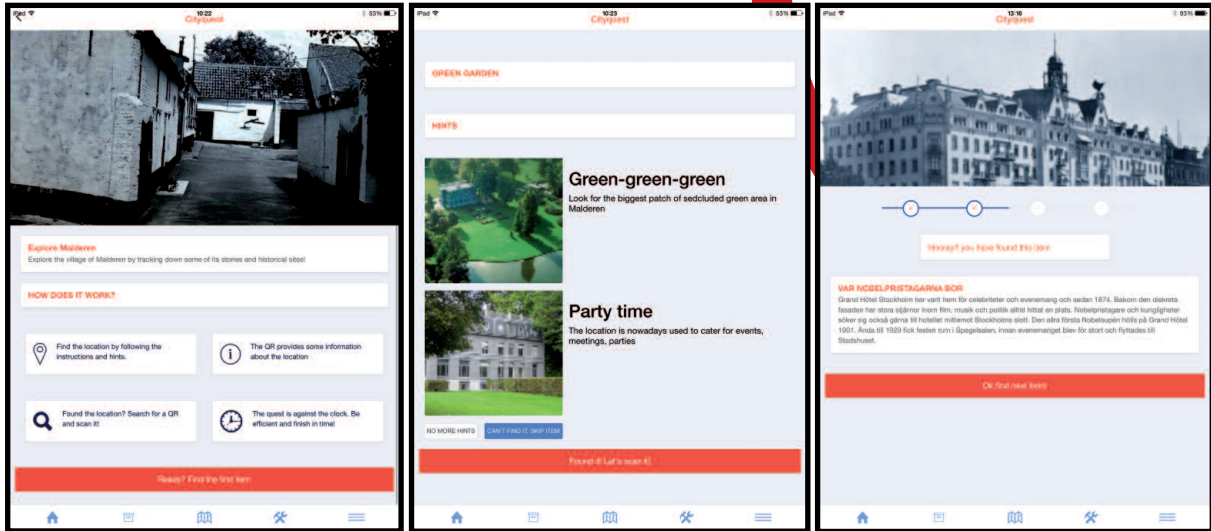 iPad 10:22 53%
Cityquest
Explore Malderen
Explore the village of Malderen by tracking down some of its stories and historical sites!
HOW DOES IT WORK?
Find the location by following the
instructions and hints.
The QR provides some information
about the location
Found the location? Search for a QR
and scan it!
The quest is against the clock. Be
efficient and finish in time!
Ready? Find the first item
iPad 10:23 53%
Cityquest
GREEN GARDEN
HINTS
Green-green-green
Look for the biggest patch of sedcluded green area in
Malderen
Party time
The location is nowadays used to cater for events,
meetings, parties
NO MORE HINTS
CAN'T FIND IT, SKIP ITEM
Found it! Let's scan it!
iPad 13:16 93%
Cityquest
Hooray! you have found this item
VAR NOBELPRISTAGARNA BOR
Grand Hôtel Stockholm har varit hem för celebriteter och evenemang och sedan 1874. Bakom den diskreta
fasaden har stora stjärnor inom film, musik och politik alltid hittat en plats. Nobelpristagare och kungligheter
söker sig också gärna till hotellet mittemot Stockholms slott. Den allra första Nobelsupén hölls på Grand Hôtel
1901. Ända till 1929 fick festen rum i Spegelsalen, innan evenemanget blev för stort och flyttades till
Stadshuset.
Ok find next item!